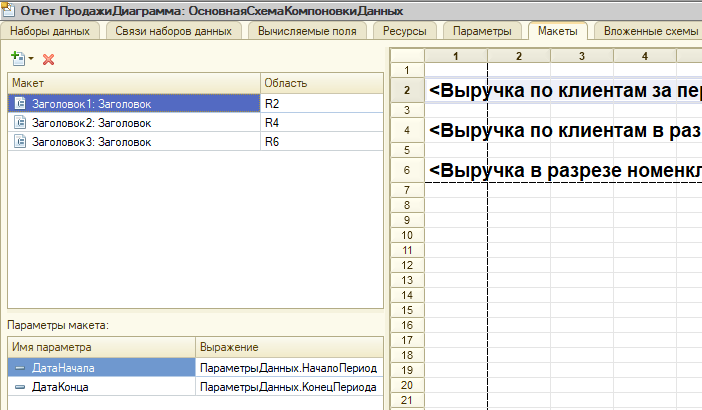 Отчет ПродажиДиаграмма: ОсновнаяСхемаКомпоновкиДанных
Наборы данных Связи наборов данных Вычисляемые поля Ресурсы Параметры Макеты Вложенные схемы
Макет Область
Заголовок1: Заголовок R2
Заголовок2: Заголовок R4
Заголовок3: Заголовок R6
Параметры макета:
Имя параметра Выражение
ДатаНачала ПараметрыДанных.НачалоПериод
ДатаКонца ПараметрыДанных.КонецПериода
1 2 3 4
1
2 <Выручка по клиентам за пер
3
4 <Выручка по клиентам в раз
5
6 <Выручка в разрезе номенкл
7
8
9
10
11
12
13
14
15
16
17
18
19
20
21